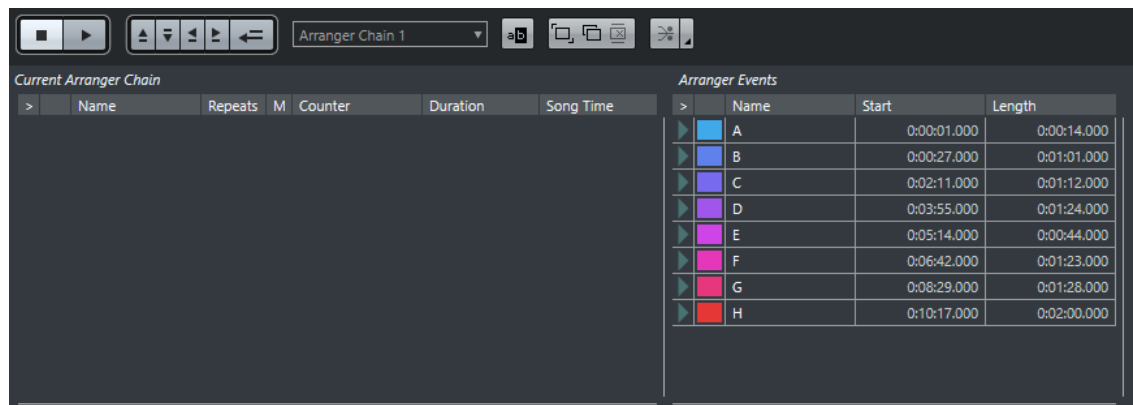 Arranger Chain 1
ab
Current Arranger Chain
> Name Repeats M Counter Duration Song Time
Arranger Events
> Name Start Length
A 0:00:01.000 0:00:14.000
B 0:00:27.000 0:01:01.000
C 0:02:11.000 0:01:12.000
D 0:03:55.000 0:01:24.000
E 0:05:14.000 0:00:44.000
F 0:06:42.000 0:01:23.000
G 0:08:29.000 0:01:28.000
H 0:10:17.000 0:02:00.000